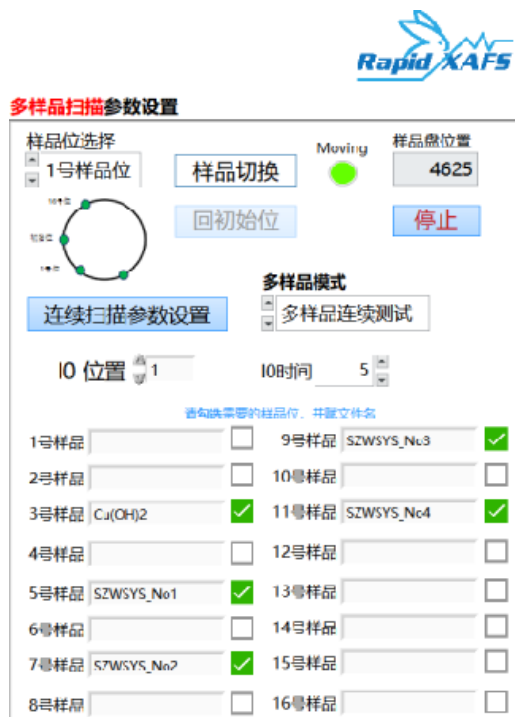 Rapid XAFS
多样品扫描参数设置
样品位选择
1号样品位
样品切换
Moving
样品盘位置
4625
回初始位
停止
多样品模式
连续扫描参数设置
多样品连续测试
I0 位置 1
I0时间 5
请勾选需要的样品位，并赋文件名
1号样品
9号样品 SZWSYS_No3
2号样品
10号样品
3号样品 Cu(OH)2
11号样品 SZWSYS_No4
4号样品
12号样品
5号样品 SZWSYS_No1
13号样品
6号样品
14号样品
7号样品 SZWSYS_No2
15号样品
8号样品
16号样品